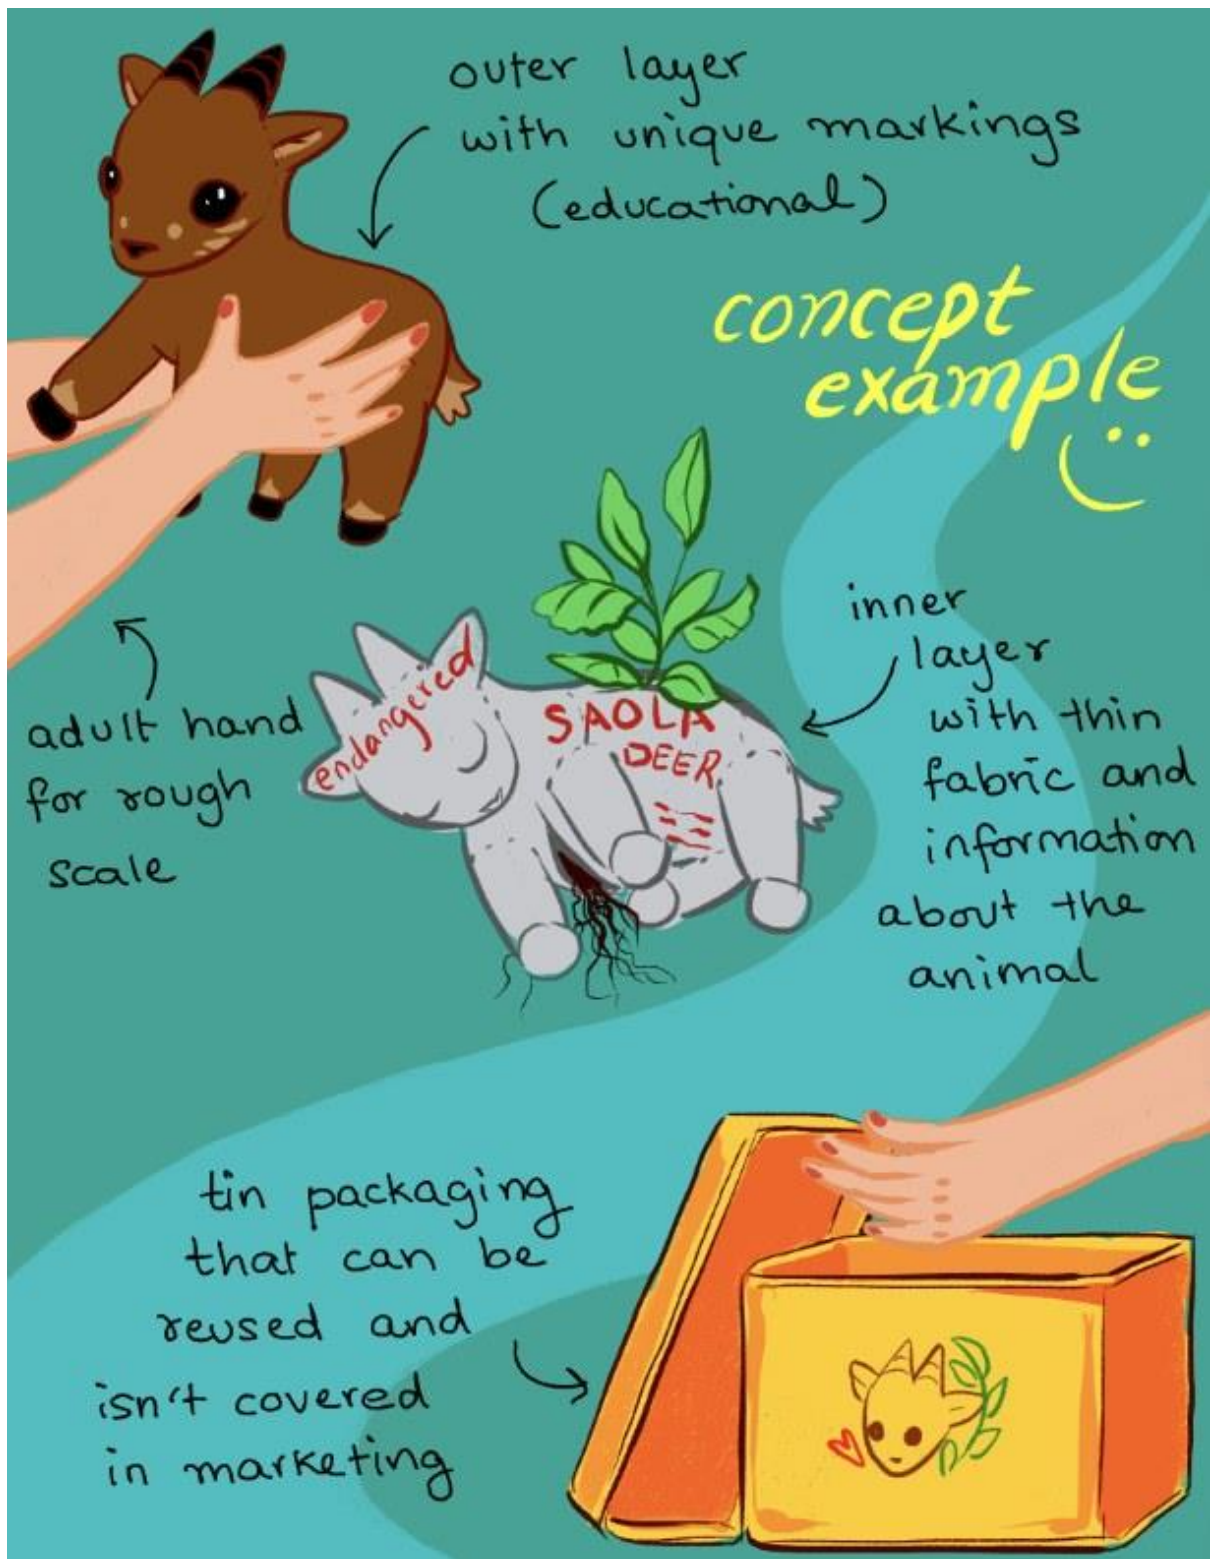 outer layer
with unique markings
(educational)
concept
example
adult hand
for rough
scale
endangered
SAOLA
DEER
inner
layer
with thin
fabric and
information
about the
animal
tin packaging
that can be
reused and
isn't covered
in marketing